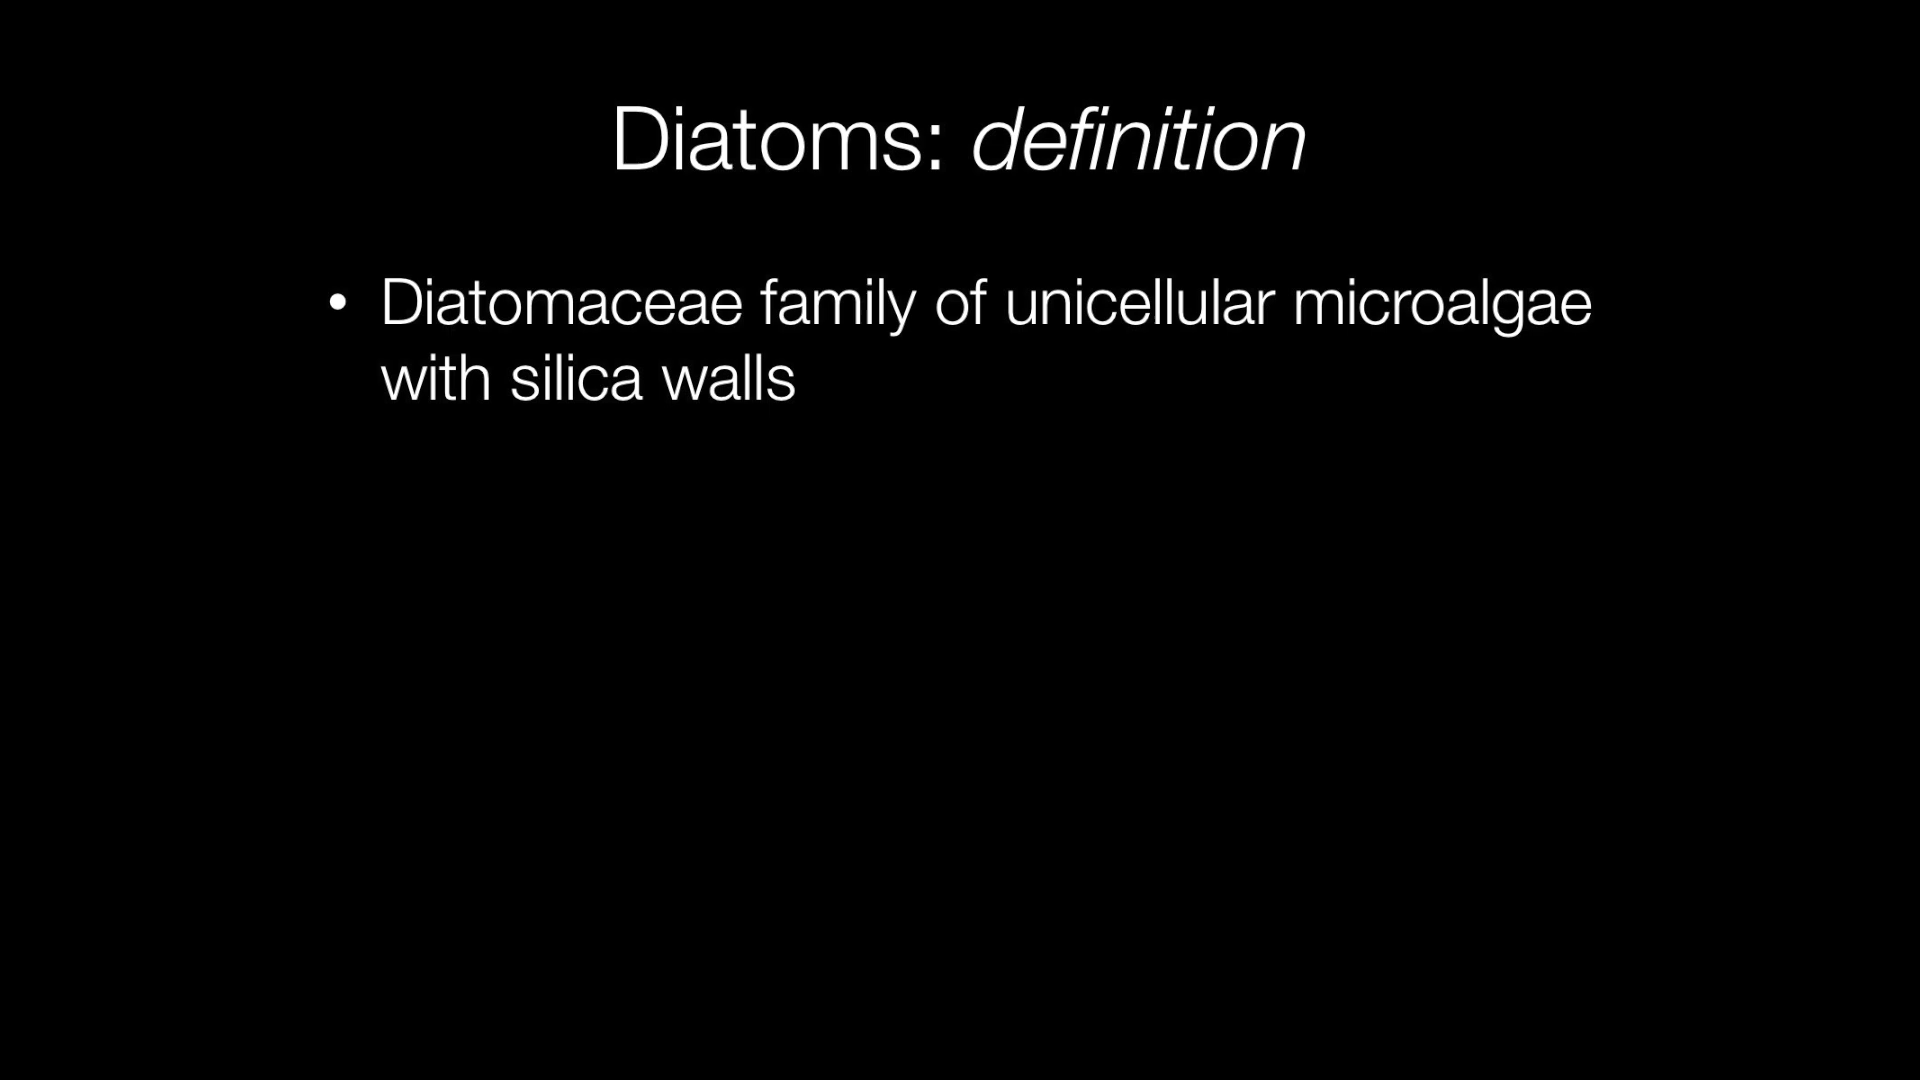 Diatoms: definition
• Diatomaceae family of unicellular microalgae
with silica walls